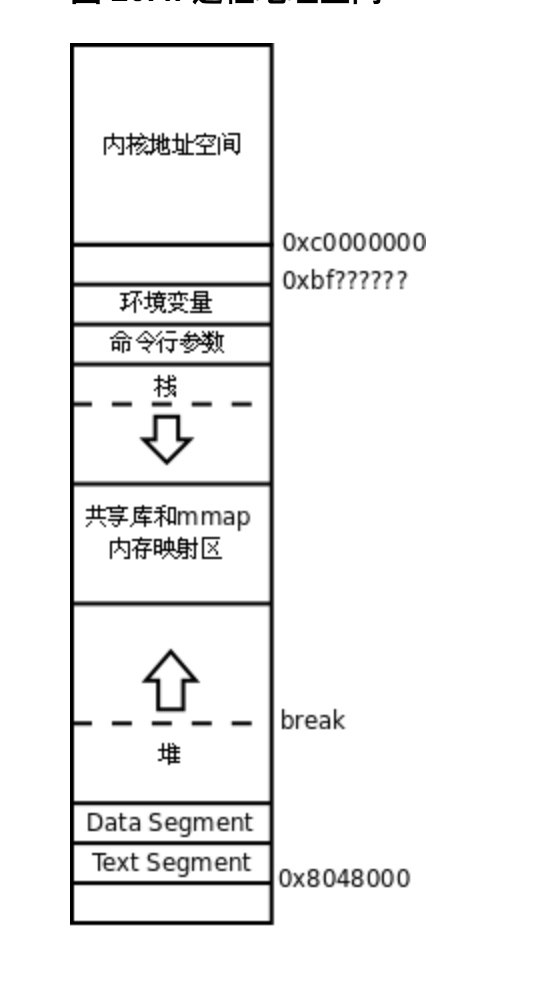 内核地址空间
0xc0000000
0xbf??????
环境变量
命令行参数
栈
共享库和mmap
内存映射区
break
堆
Data Segment
Text Segment
0x8048000